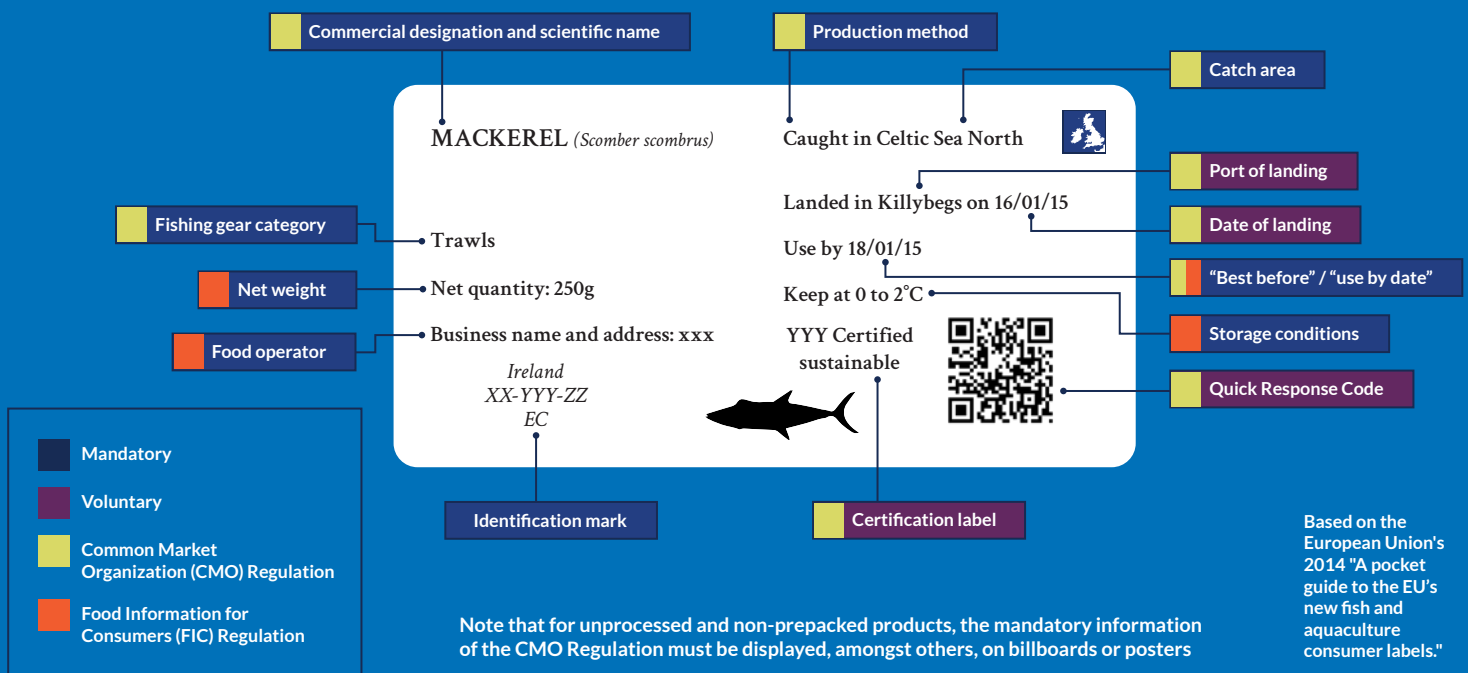 Commercial designation and scientific name
Production method
Catch area
MACKEREL (Scomber scombrus)
Caught in Celtic Sea North
Port of landing
Landed in Killybegs on 16/01/15
Fishing gear category
Date of landing
Trawls
Use by 18/01/15
"Best before" / "use by date"
Net weight
Net quantity: 250g
Keep at 0 to 2°C
Storage conditions
Food operator
Business name and address: xxx
YYY Certified
sustainable
Ireland
XX-YYY-ZZ
EC
Quick Response Code
Identification mark
Certification label
Mandatory
Voluntary
Common Market
Organization (CMO) Regulation
Food Information for
Consumers (FIC) Regulation
Note that for unprocessed and non-prepacked products, the mandatory information
of the CMO Regulation must be displayed, amongst others, on billboards or posters
Based on the
European Union's
2014 "A pocket
guide to the EU’s
new fish and
aquaculture
consumer labels."